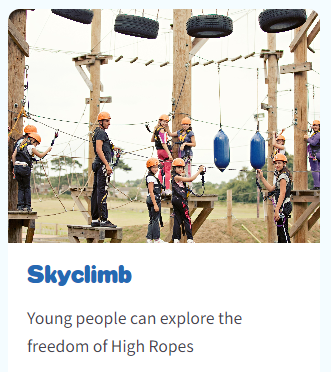 Skyclimb
Young people can explore the
freedom of High Ropes